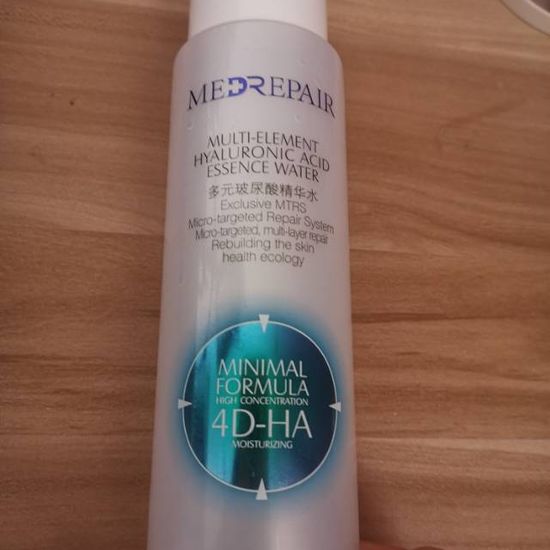 MEDREPAIR
MULTI-ELEMENT
HYALURONIC ACID
ESSENCE WATER
多元玻尿酸精华水
Exclusive MTRS
Micro-targeted Repair System
Micro-targeted, multi-layer repair
Rebuilding the skin
health ecology
MINIMAL
FORMULA
HIGH CONCENTRATION
4D-HA
MOISTURIZING